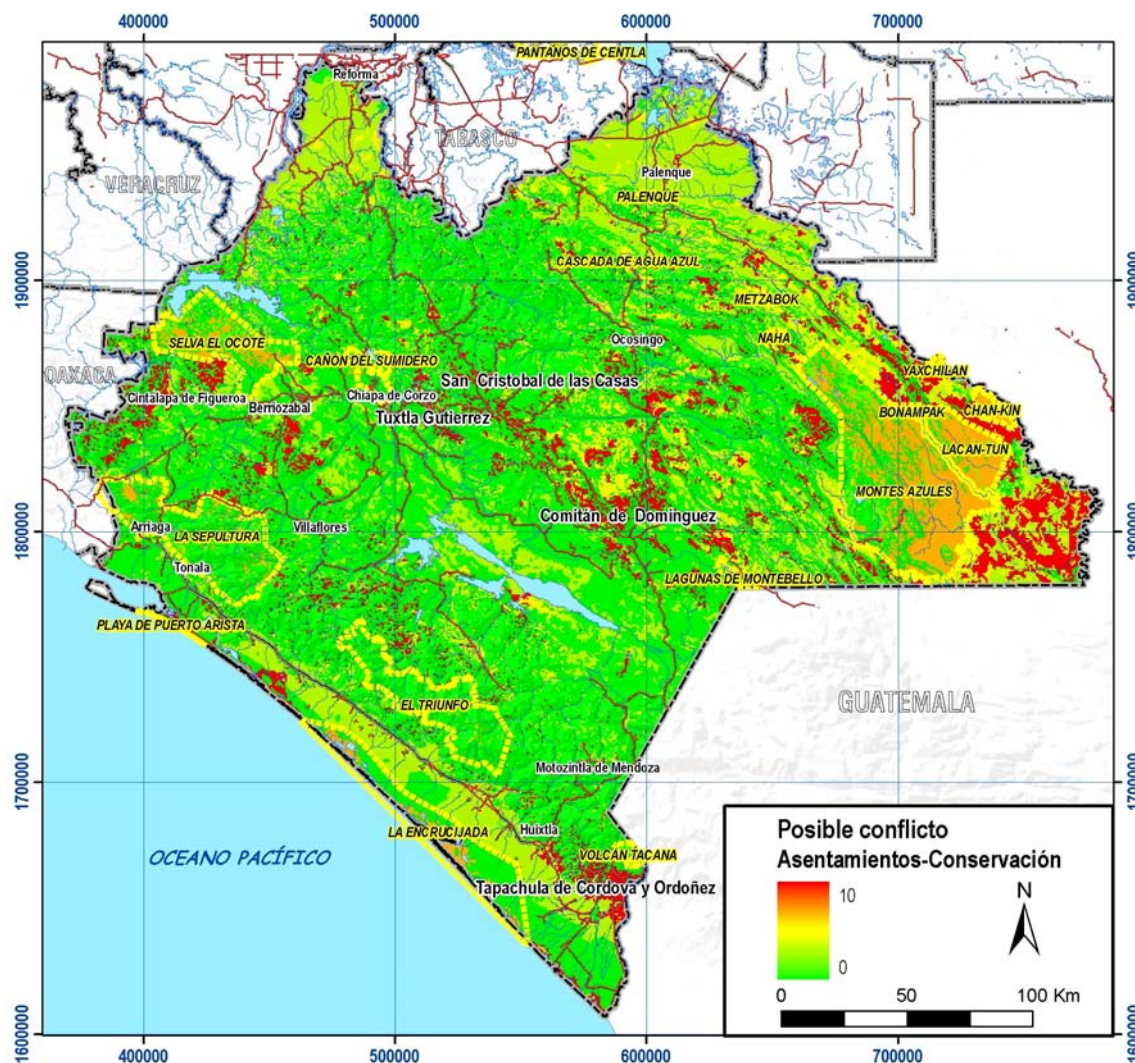 400000
500000
600000
700000
PANTANOS DE CENTLA
Reforma
TABASCO
VERACRUZ
Palenque
PALENQUE
CASCADA DE AGUA AZUL
1900000
1900000
METZABOK
SELVA EL OCOTE
Ocosingo
NAHA
CAÑON DEL SUMIDERO
YAXCHILAN
OAXACA
San Cristobal de las Casas
Cintalapa de Figueroa
Chiapa de Corzo
Berriozabal
BONAMPAK
CHAN-KIN
Tuxtla Gutierrez
LACAN-TUN
MONTES AZULES
Comitán de Domínguez
1800000
1800000
Arriaga
Villaflores
LA SEPULTURA
Tonala
LAGUNAS DE MONTEBELLO
PLAYA DE PUERTO ARISTA
GUATEMALA
EL TRIUNFO
Motozintla de Mendoza
1700000
1700000
LA ENCRUCIJADA
Huixtla
OCEANO PACÍFICO
VOLCÁN TACANA
Tapachula de Cordova y Ordoñez
Posible conflicto
Asentamientos-Conservación
10
0
N
0 50 100 Km
1600000
1600000
400000
500000
600000
700000